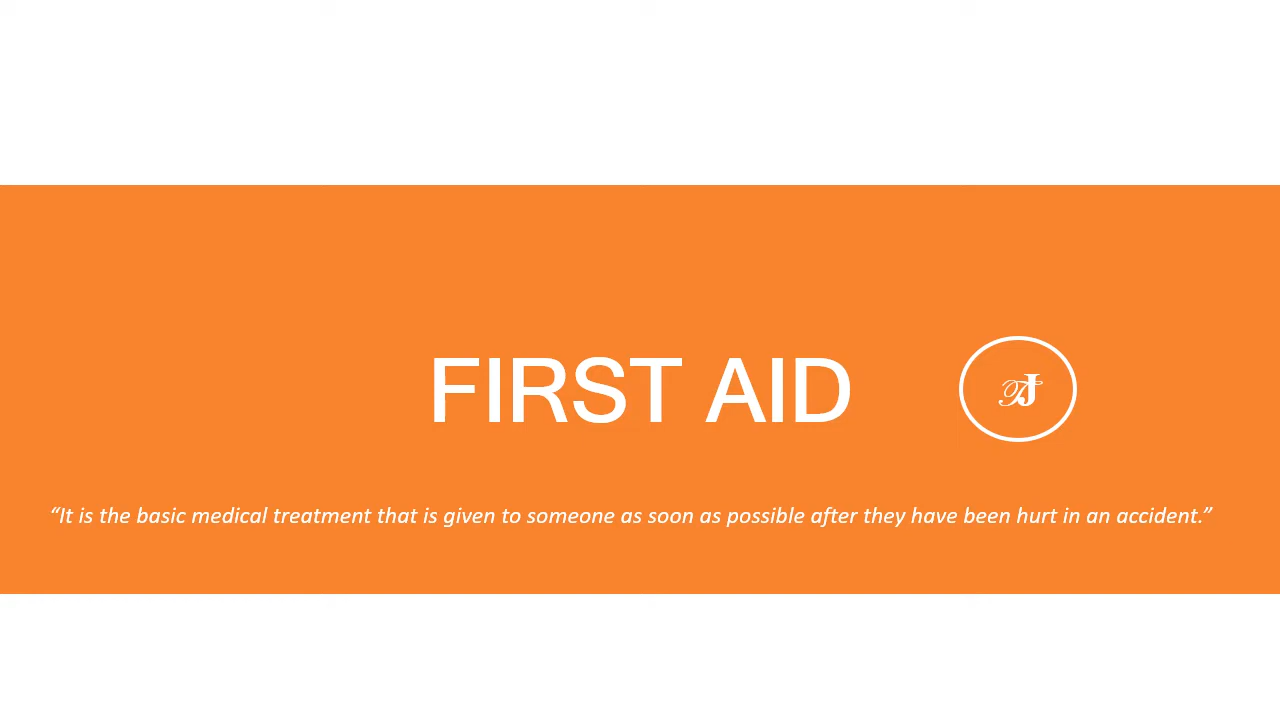 FIRST AID
TJ
“It is the basic medical treatment that is given to someone as soon as possible after they have been hurt in an accident.”